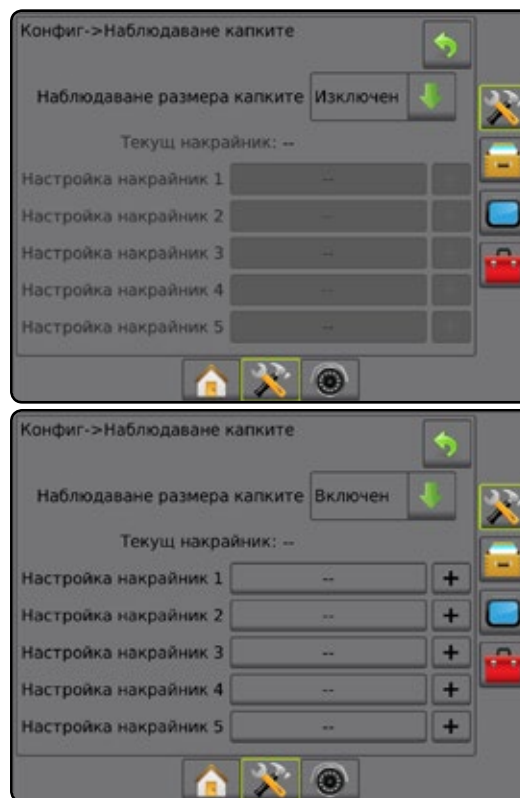 Конфиг->Наблюдаване капките
Наблюдаване размера капките Изключен
Текущ накрайник: --
Настройка накрайник 1 --
Настройка накрайник 2 --
Настройка накрайник 3 --
Настройка накрайник 4 --
Настройка накрайник 5 --
Конфиг->Наблюдаване капките
Наблюдаване размера капките Включен
Текущ накрайник: --
Настройка накрайник 1 -- +
Настройка накрайник 2 -- +
Настройка накрайник 3 -- +
Настройка накрайник 4 -- +
Настройка накрайник 5 -- +